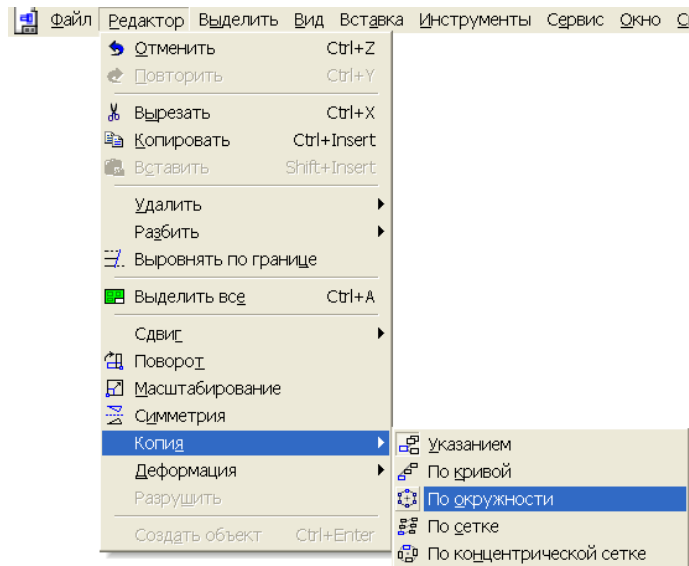 Файл Редактор Выделить Вид Вставка Инструменты Сервис Окно С
Отменить Ctrl+Z
Повторить Ctrl+Y
Вырезать Ctrl+X
Копировать Ctrl+Insert
Вставить Shift+Insert
Удалить
Разбить
Выровнять по границе
Выделить все Ctrl+A
Сдвиг
Поворот
Масштабирование
Симметрия
Копия
Указанием
Деформация
По кривой
Разрушить
По окружности
По сетке
Создать объект Ctrl+Enter
По концентрической сетке